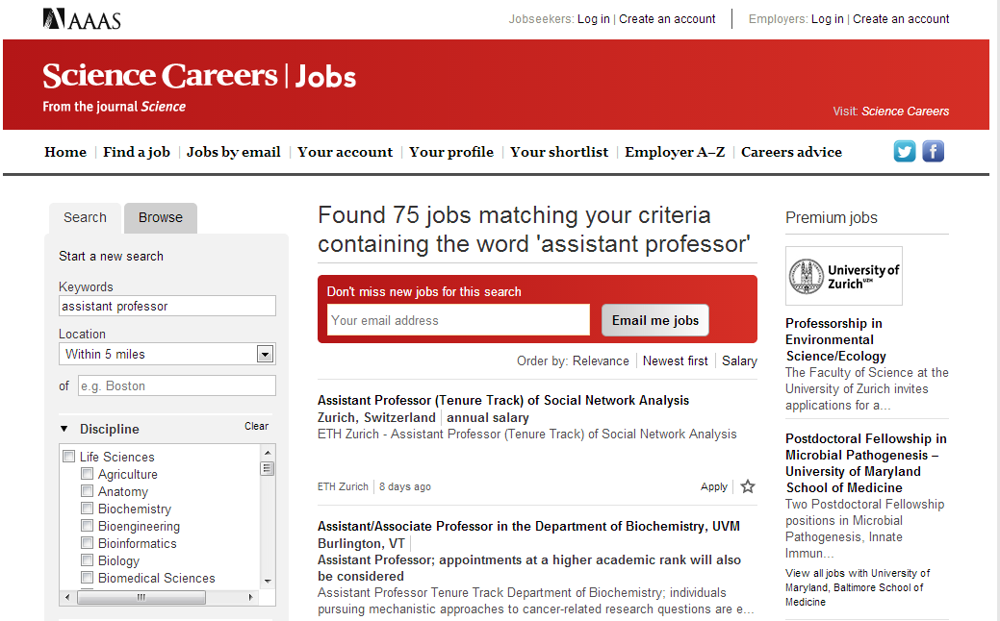 AAAS
Jobseekers: Log in | Create an account
Employers: Log in | Create an account
Science Careers | Jobs
From the journal Science
Visit: Science Careers
Home | Find a job | Jobs by email | Your account | Your profile | Your shortlist | Employer A–Z | Careers advice
Search
Browse
Start a new search
Keywords
assistant professor
Location
Within 5 miles
of e.g. Boston
Discipline
Clear
Life Sciences
Agriculture
Anatomy
Biochemistry
Bioengineering
Bioinformatics
Biology
Biomedical Sciences
Found 75 jobs matching your criteria
containing the word 'assistant professor'
Don't miss new jobs for this search
Your email address
Email me jobs
Order by: Relevance | Newest first | Salary
Assistant Professor (Tenure Track) of Social Network Analysis
Zurich, Switzerland | annual salary
ETH Zurich - Assistant Professor (Tenure Track) of Social Network Analysis
ETH Zurich | 8 days ago
Apply
Assistant/Associate Professor in the Department of Biochemistry, UVM
Burlington, VT
Assistant Professor; appointments at a higher academic rank will also
be considered
Assistant Professor Tenure Track Department of Biochemistry; individuals
pursuing mechanistic approaches to cancer-related research questions are e...
Premium jobs
University of
Zurich UZH
Professorship in
Environmental
Science/Ecology
The Faculty of Science at the
University of Zurich invites
applications for a...
Postdoctoral Fellowship in
Microbial Pathogenesis –
University of Maryland
School of Medicine
Two Postdoctoral Fellowship
positions in Microbial
Pathogenesis, Innate
Immun...
View all jobs with University of
Maryland, Baltimore School of
Medicine